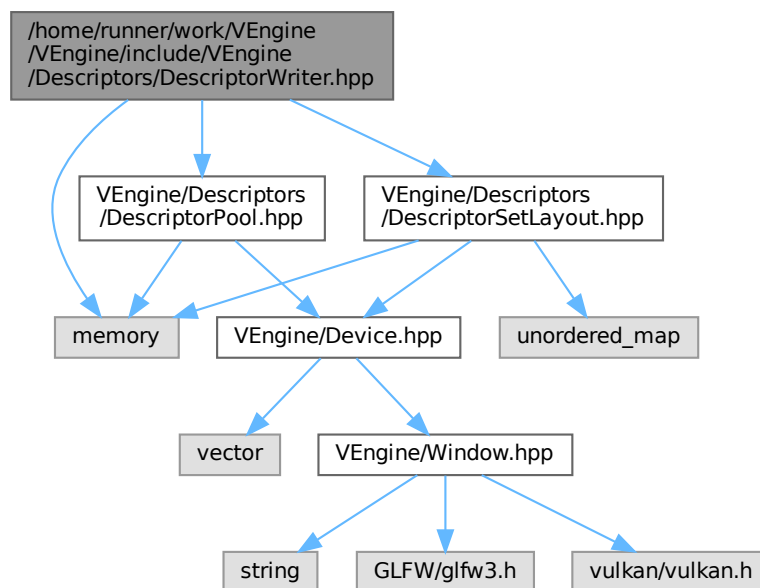 /home/runner/work/VEngine
/VEngine/include/VEngine
/Descriptors/DescriptorWriter.hpp
VEngine/Descriptors
/DescriptorPool.hpp
VEngine/Descriptors
/DescriptorSetLayout.hpp
memory
VEngine/Device.hpp
unordered_map
vector
VEngine/Window.hpp
string
GLFW/glfw3.h
vulkan/vulkan.h